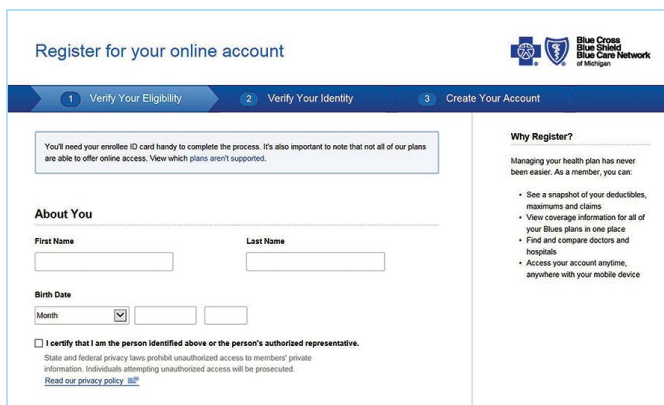 Register for your online account
Blue Cross
Blue Shield
Blue Care Network
of Michigan
1 Verify Your Eligibility
2 Verify Your Identity
3 Create Your Account
You'll need your enrollee ID card handy to complete the process. It's also important to note that not all of our plans
are able to offer online access. View which plans aren't supported.
About You
First Name
Last Name
Birth Date
Month
I certify that I am the person identified above or the person's authorized representative.
State and federal privacy laws prohibit unauthorized access to members' private
information. Individuals attempting unauthorized access will be prosecuted.
Read our privacy policy
Why Register?
Managing your health plan has never
been easier. As a member, you can:
• See a snapshot of your deductibles,
maximums and claims
• View coverage information for all of
your Blues plans in one place
• Find and compare doctors and
hospitals
• Access your account anytime,
anywhere with your mobile device